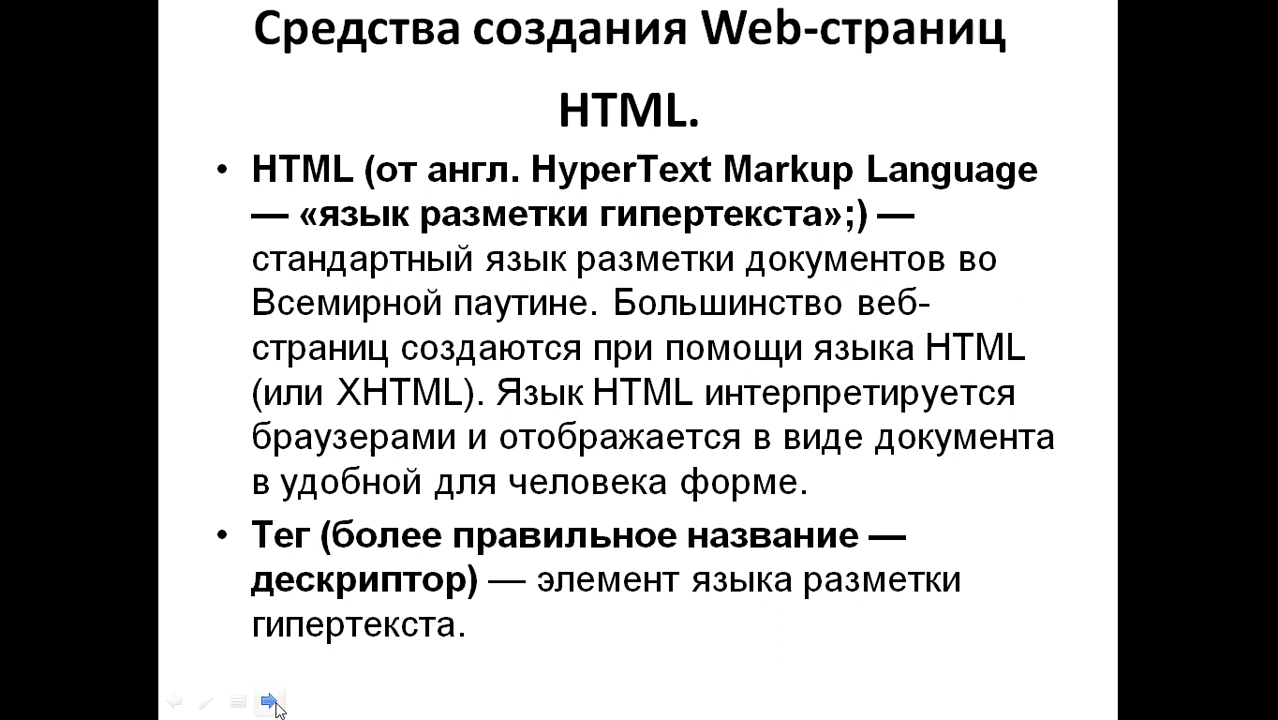 Средства создания Web-страниц
HTML.
• HTML (от англ. HyperText Markup Language
— «язык разметки гипертекста»;) —
стандартный язык разметки документов во
Всемирной паутине. Большинство веб-
страниц создаются при помощи языка HTML
(или XHTML). Язык HTML интерпретируется
браузерами и отображается в виде документа
в удобной для человека форме.
• Тег (более правильное название —
дескриптор) — элемент языка разметки
гипертекста.